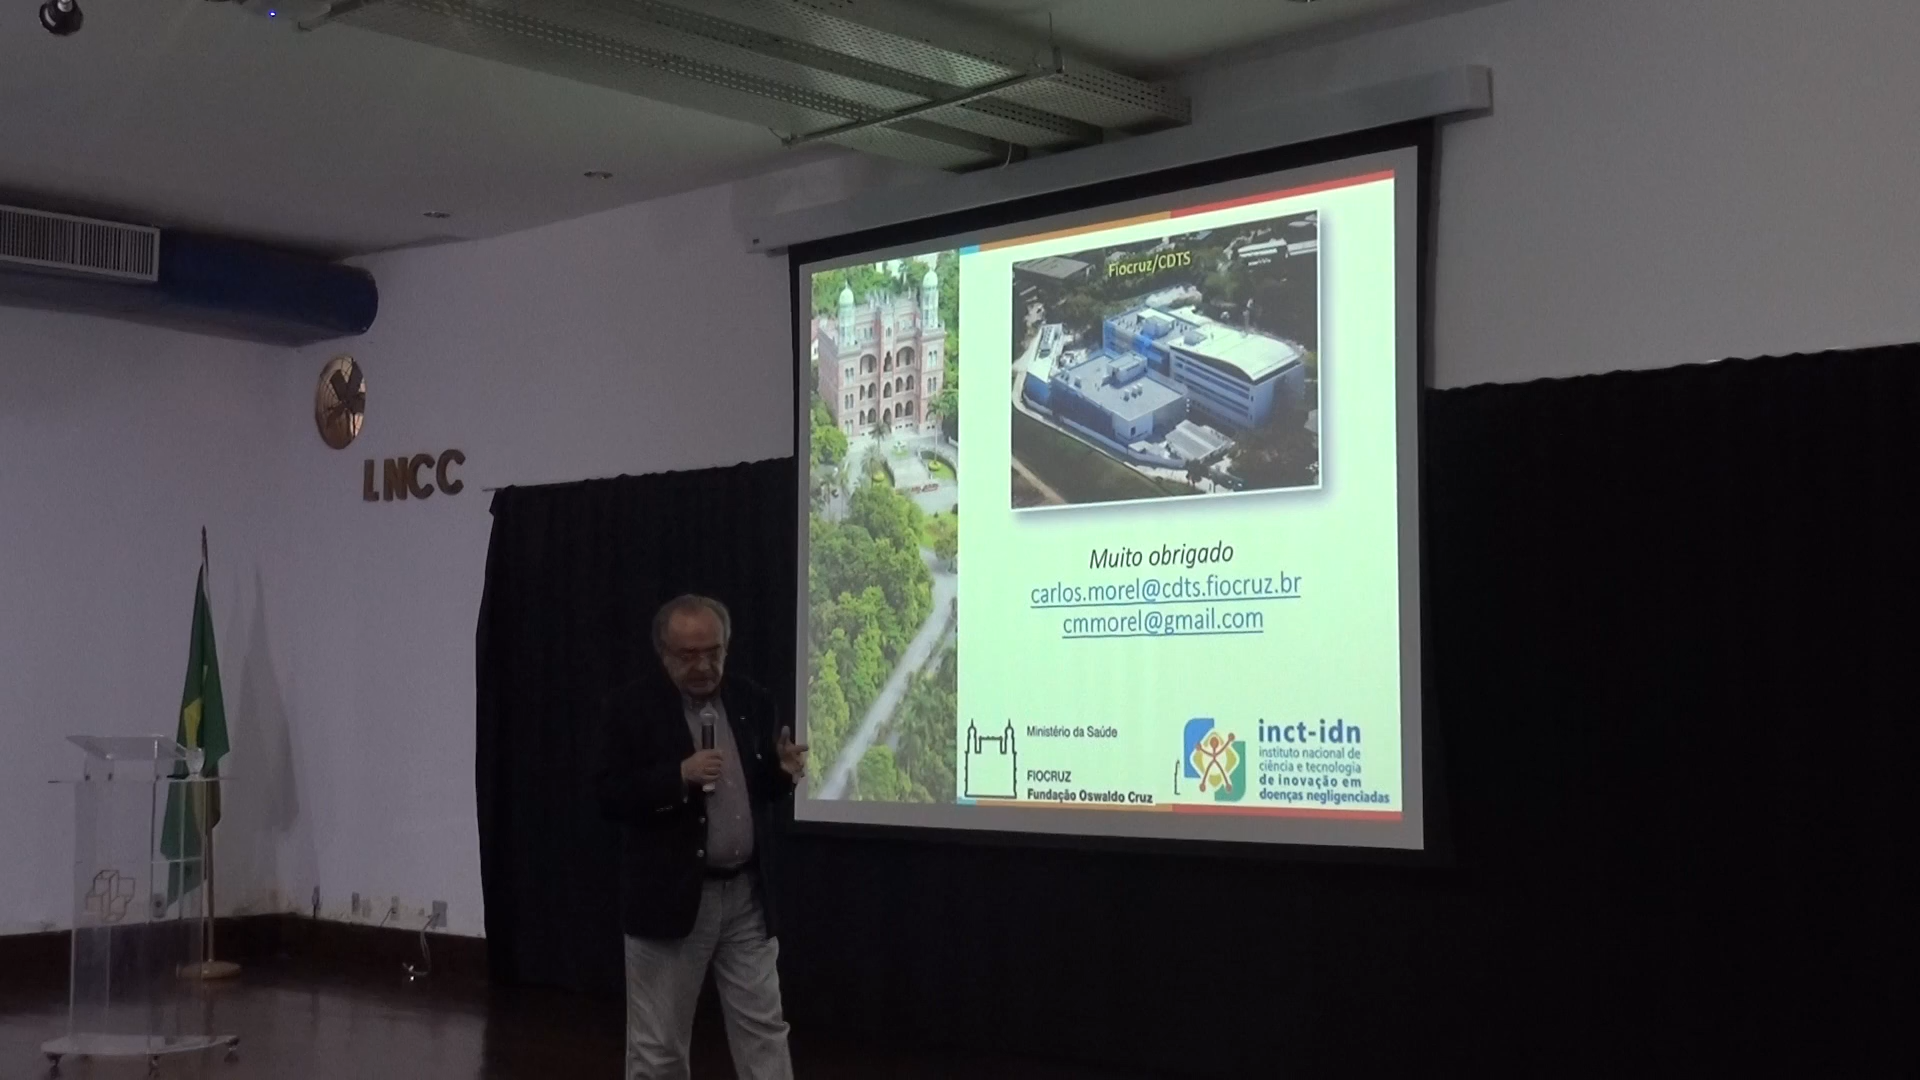 LNCC
Fiocruz/CDTS
Muito obrigado
carlos.morel@cdts.fiocruz.br
cmmorel@gmail.com
Ministério da Saúde
FIOCRUZ
Fundação Oswaldo Cruz
inct-idn
instituto nacional de
ciência e tecnologia
de inovação em
doenças negligenciadas